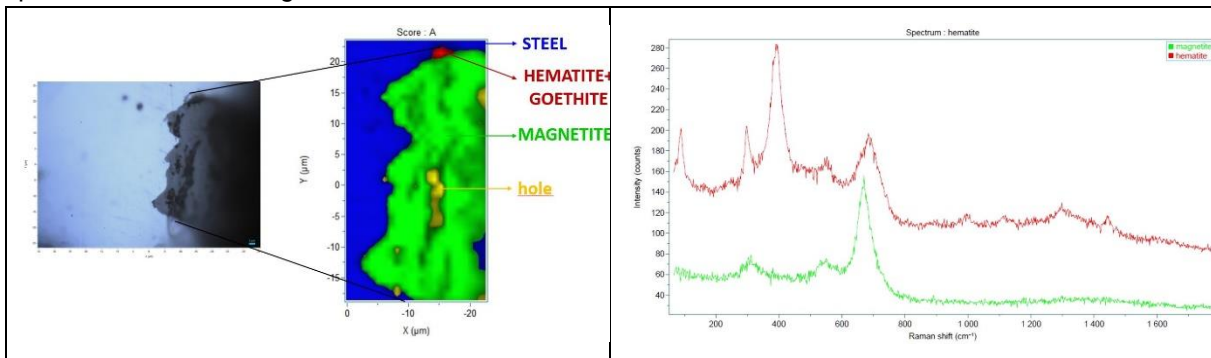 Score : A
STEEL
HEMATITE+
GOETHITE
MAGNETITE
hole
20
15
10
5
0
-5
-10
-15
Y (µm)
0
-10
-20
X (µm)
Spectrum : hematite
magnetite
hematite
280
260
240
220
200
180
160
140
120
100
80
60
40
Intensity (counts)
200
400
600
800
1 000
1 200
1 400
1 600
Raman shift (cm⁻¹)